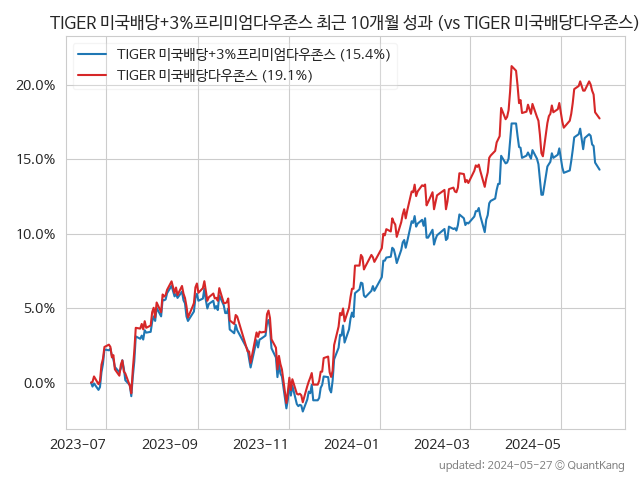 TIGER 미국배당+3%프리미엄다우존스 최근 10개월 성과 (vs TIGER 미국배당다우존스)
TIGER 미국배당+3%프리미엄다우존스 (15.4%)
TIGER 미국배당다우존스 (19.1%)
20.0%
15.0%
10.0%
5.0%
0.0%
2023-07 2023-09 2023-11 2024-01 2024-03 2024-05
updated: 2024-05-27 © QuantKang